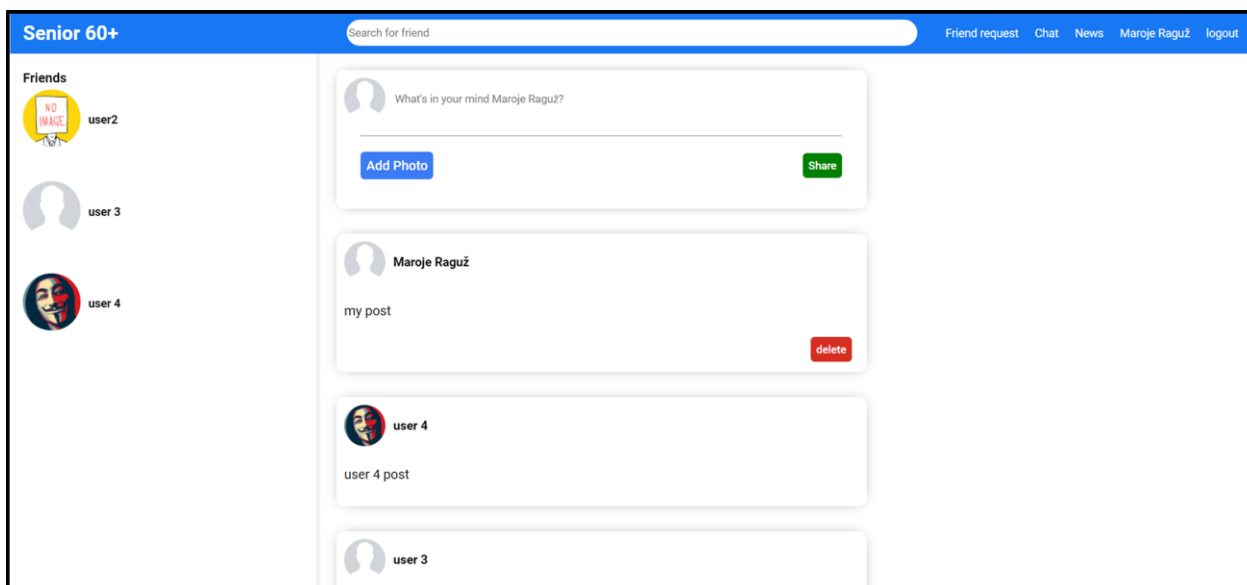 Senior 60+
Search for friend
Friend request Chat News Maroje Raguž logout
Friends
NO
IMAGE
user2
user 3
user 4
What's in your mind Maroje Raguž?
Add Photo
Share
Maroje Raguž
my post
delete
user 4
user 4 post
user 3